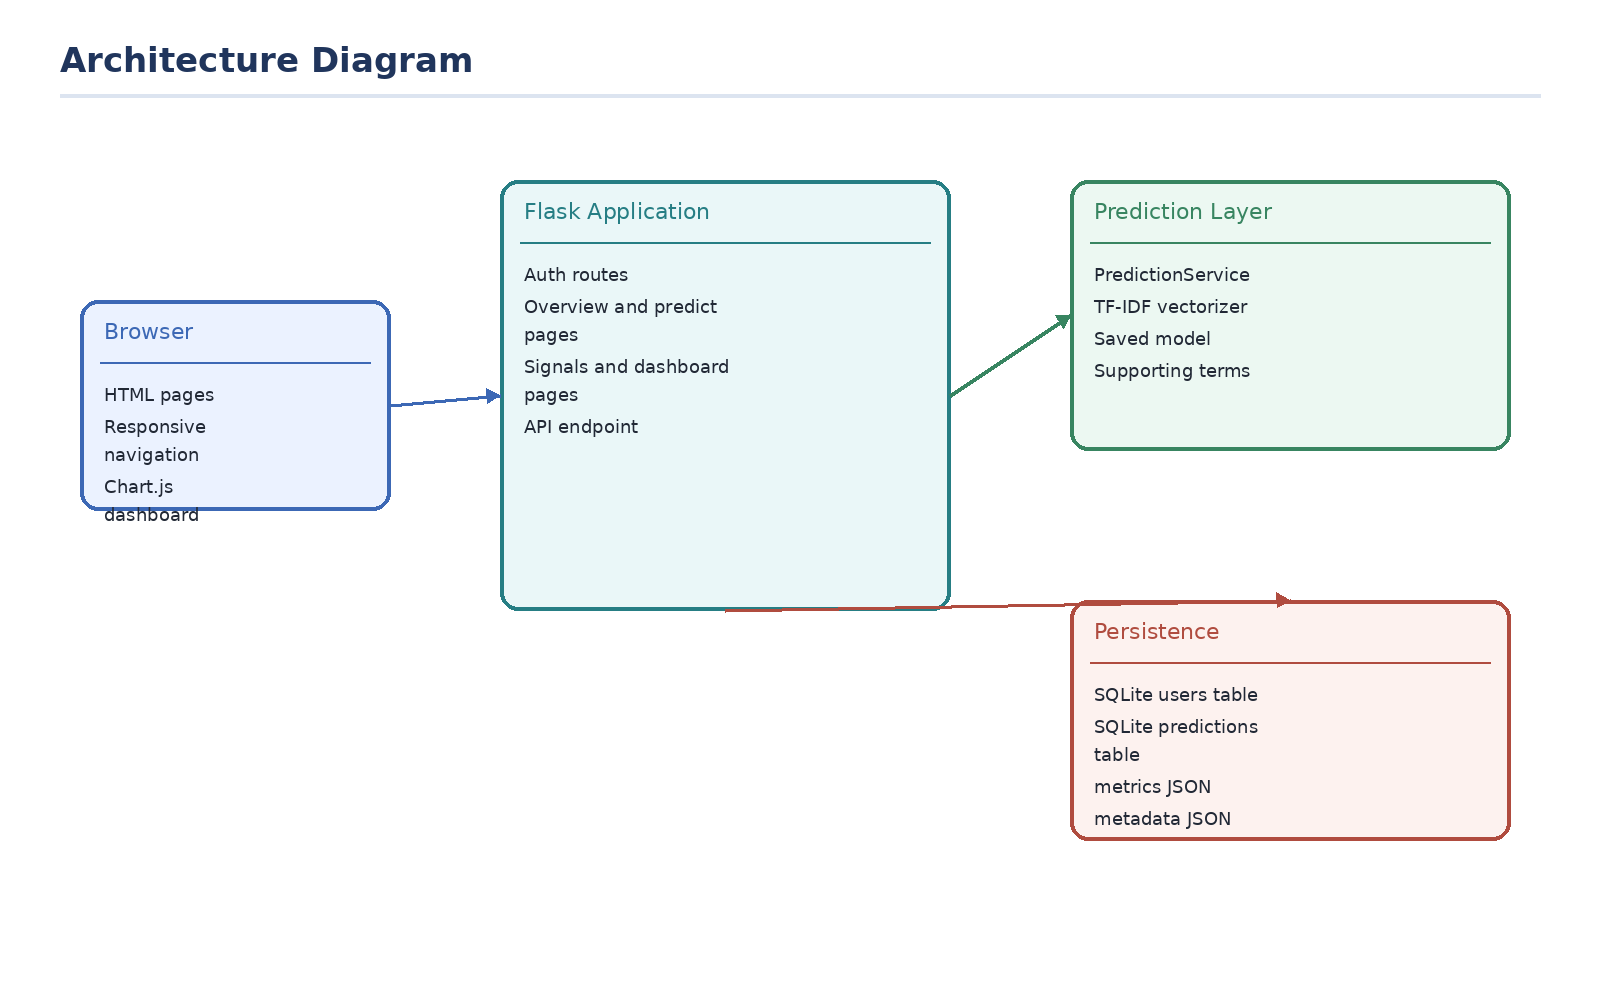 Architecture Diagram
Browser
HTML pages
Responsive
navigation
Chart.js
dashboard
Flask Application
Auth routes
Overview and predict
pages
Signals and dashboard
pages
API endpoint
Prediction Layer
PredictionService
TF-IDF vectorizer
Saved model
Supporting terms
Persistence
SQLite users table
SQLite predictions
table
metrics JSON
metadata JSON